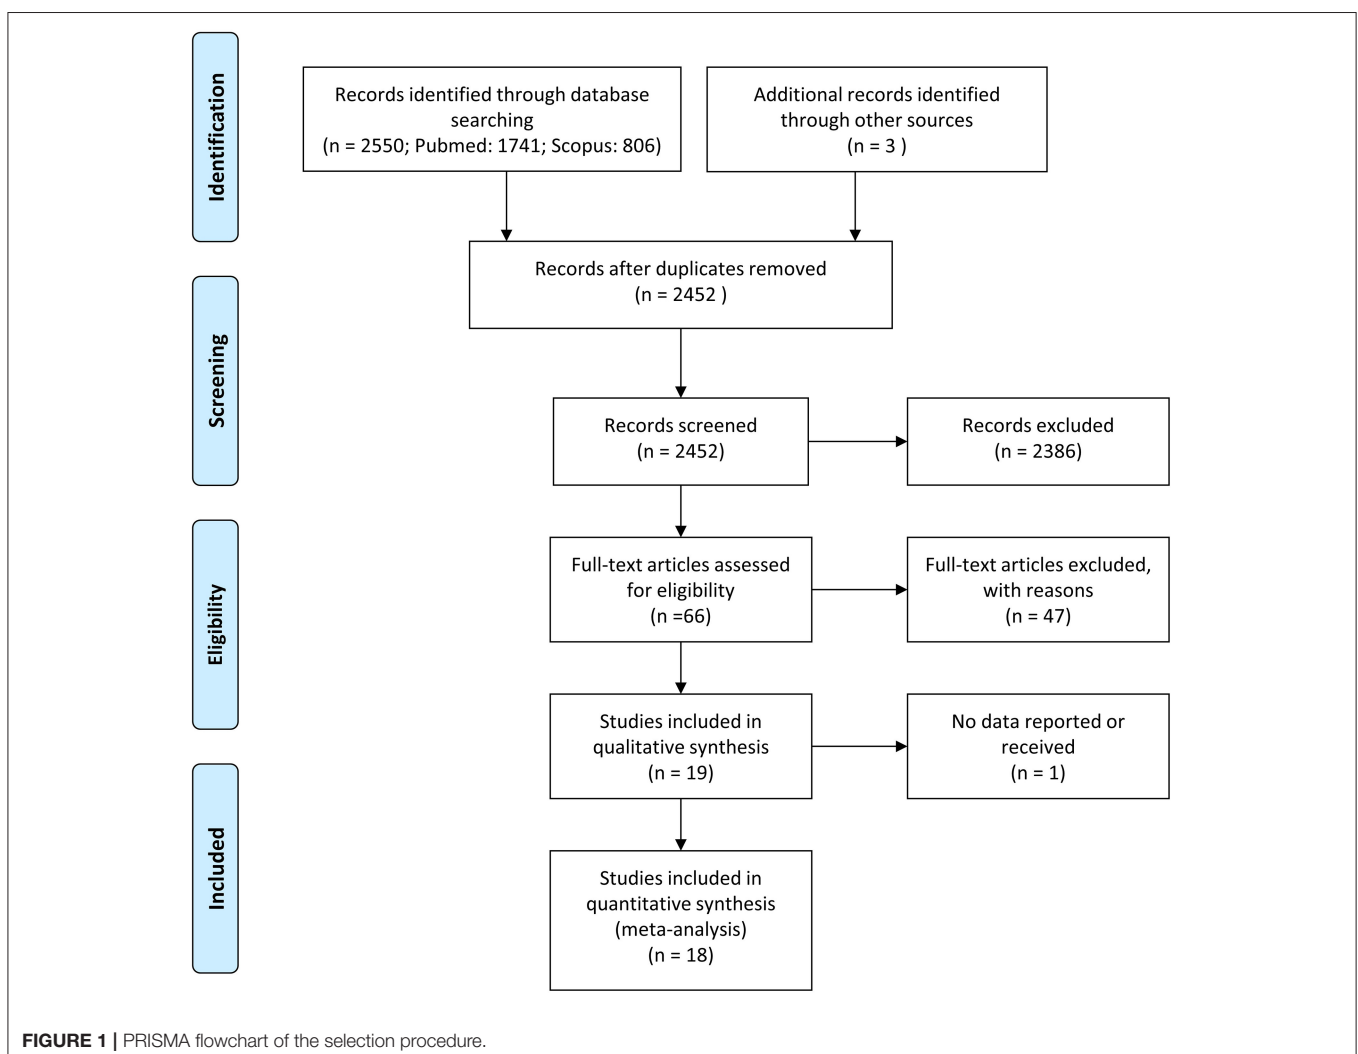 Identification
Records identified through database
searching
(n = 2550; Pubmed: 1741; Scopus: 806)
Additional records identified
through other sources
(n = 3 )
Records after duplicates removed
(n = 2452 )
Screening
Records screened
(n = 2452)
Records excluded
(n = 2386)
Eligibility
Full-text articles assessed
for eligibility
(n =66)
Full-text articles excluded,
with reasons
(n = 47)
Studies included in
qualitative synthesis
(n = 19)
No data reported or
received
(n = 1)
Included
Studies included in
quantitative synthesis
(meta-analysis)
(n = 18)
FIGURE 1 | PRISMA flowchart of the selection procedure.